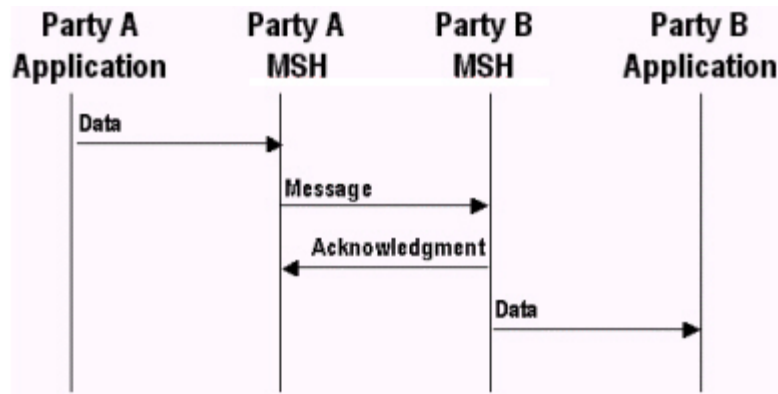 Party A Application
Party A MSH
Party B MSH
Party B Application
Data
Message
Acknowledgment
Data